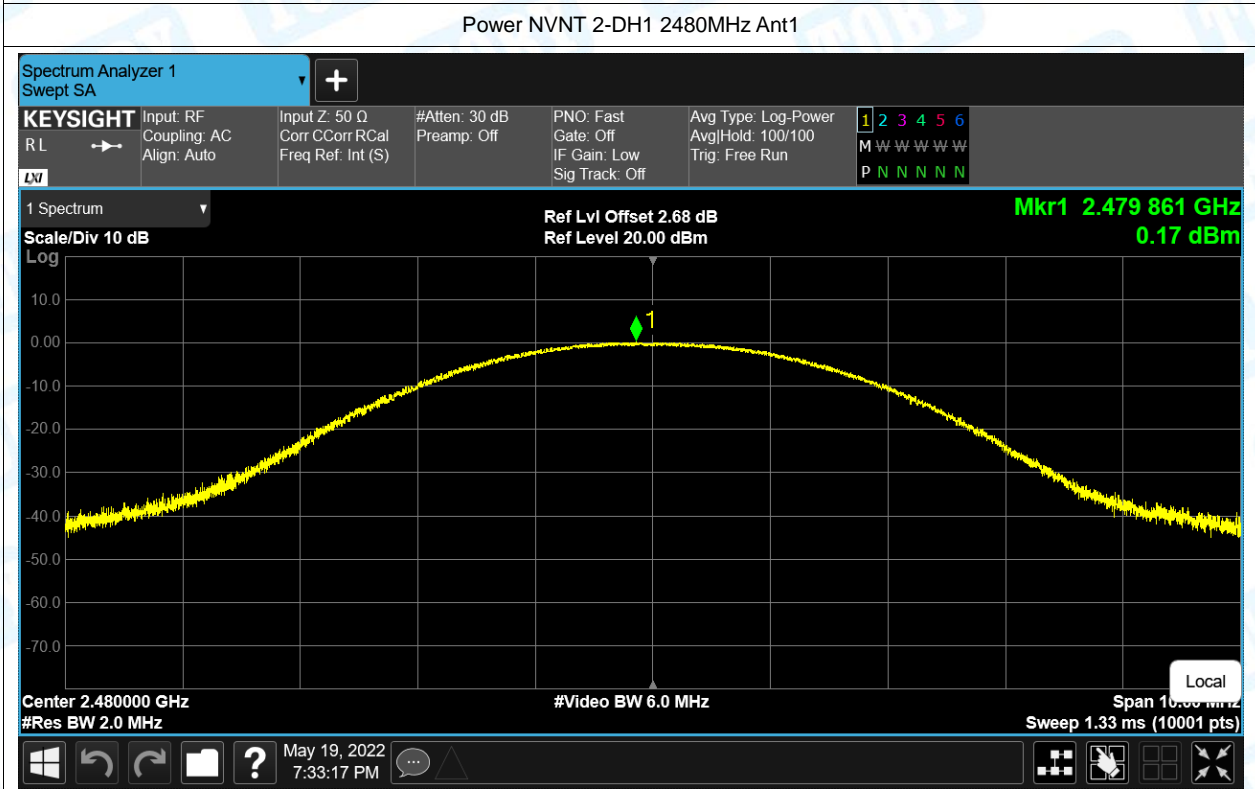 Power NVNT 2-DH1 2480MHz Ant1
Spectrum Analyzer 1
Swept SA
KEYSIGHT
R L
LXI
Input: RF
Coupling: AC
Align: Auto
Input Z: 50 Ω
Corr CCorr RCal
Freq Ref: Int (S)
#Atten: 30 dB
Preamp: Off
PNO: Fast
Gate: Off
IF Gain: Low
Sig Track: Off
Avg Type: Log-Power
Avg|Hold: 100/100
Trig: Free Run
1 2 3 4 5 6
M W W W W W
P N N N N N
1 Spectrum
Scale/Div 10 dB
Log
Ref Lvl Offset 2.68 dB
Ref Level 20.00 dBm
Mkr1 2.479 861 GHz
0.17 dBm
1
10.0
0.00
-10.0
-20.0
-30.0
-40.0
-50.0
-60.0
-70.0
Local
Center 2.480000 GHz
#Video BW 6.0 MHz
Span 10.00 MHz
#Res BW 2.0 MHz
Sweep 1.33 ms (10001 pts)
?
May 19, 2022
7:33:17 PM